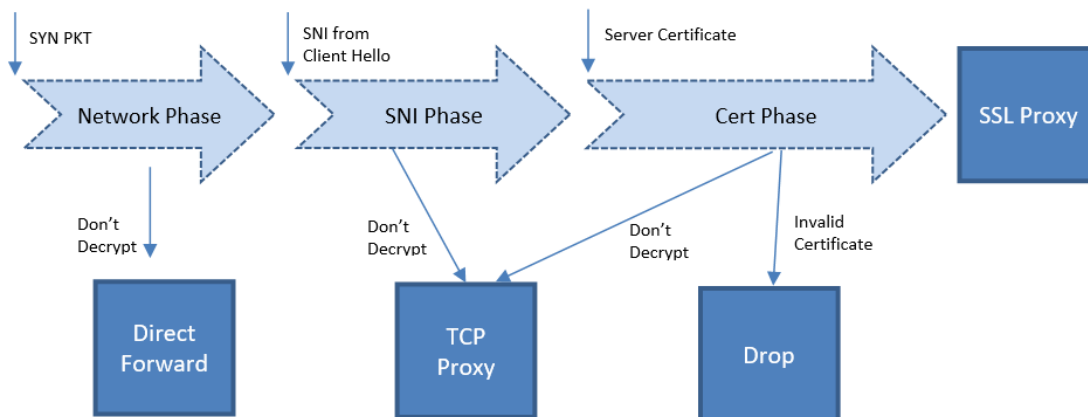 SYN PKT
SNI from
Client Hello
Server Certificate
Network Phase
SNI Phase
Cert Phase
SSL Proxy
Don't
Decrypt
Don't
Decrypt
Don't
Decrypt
Invalid
Certificate
Direct
Forward
TCP
Proxy
Drop